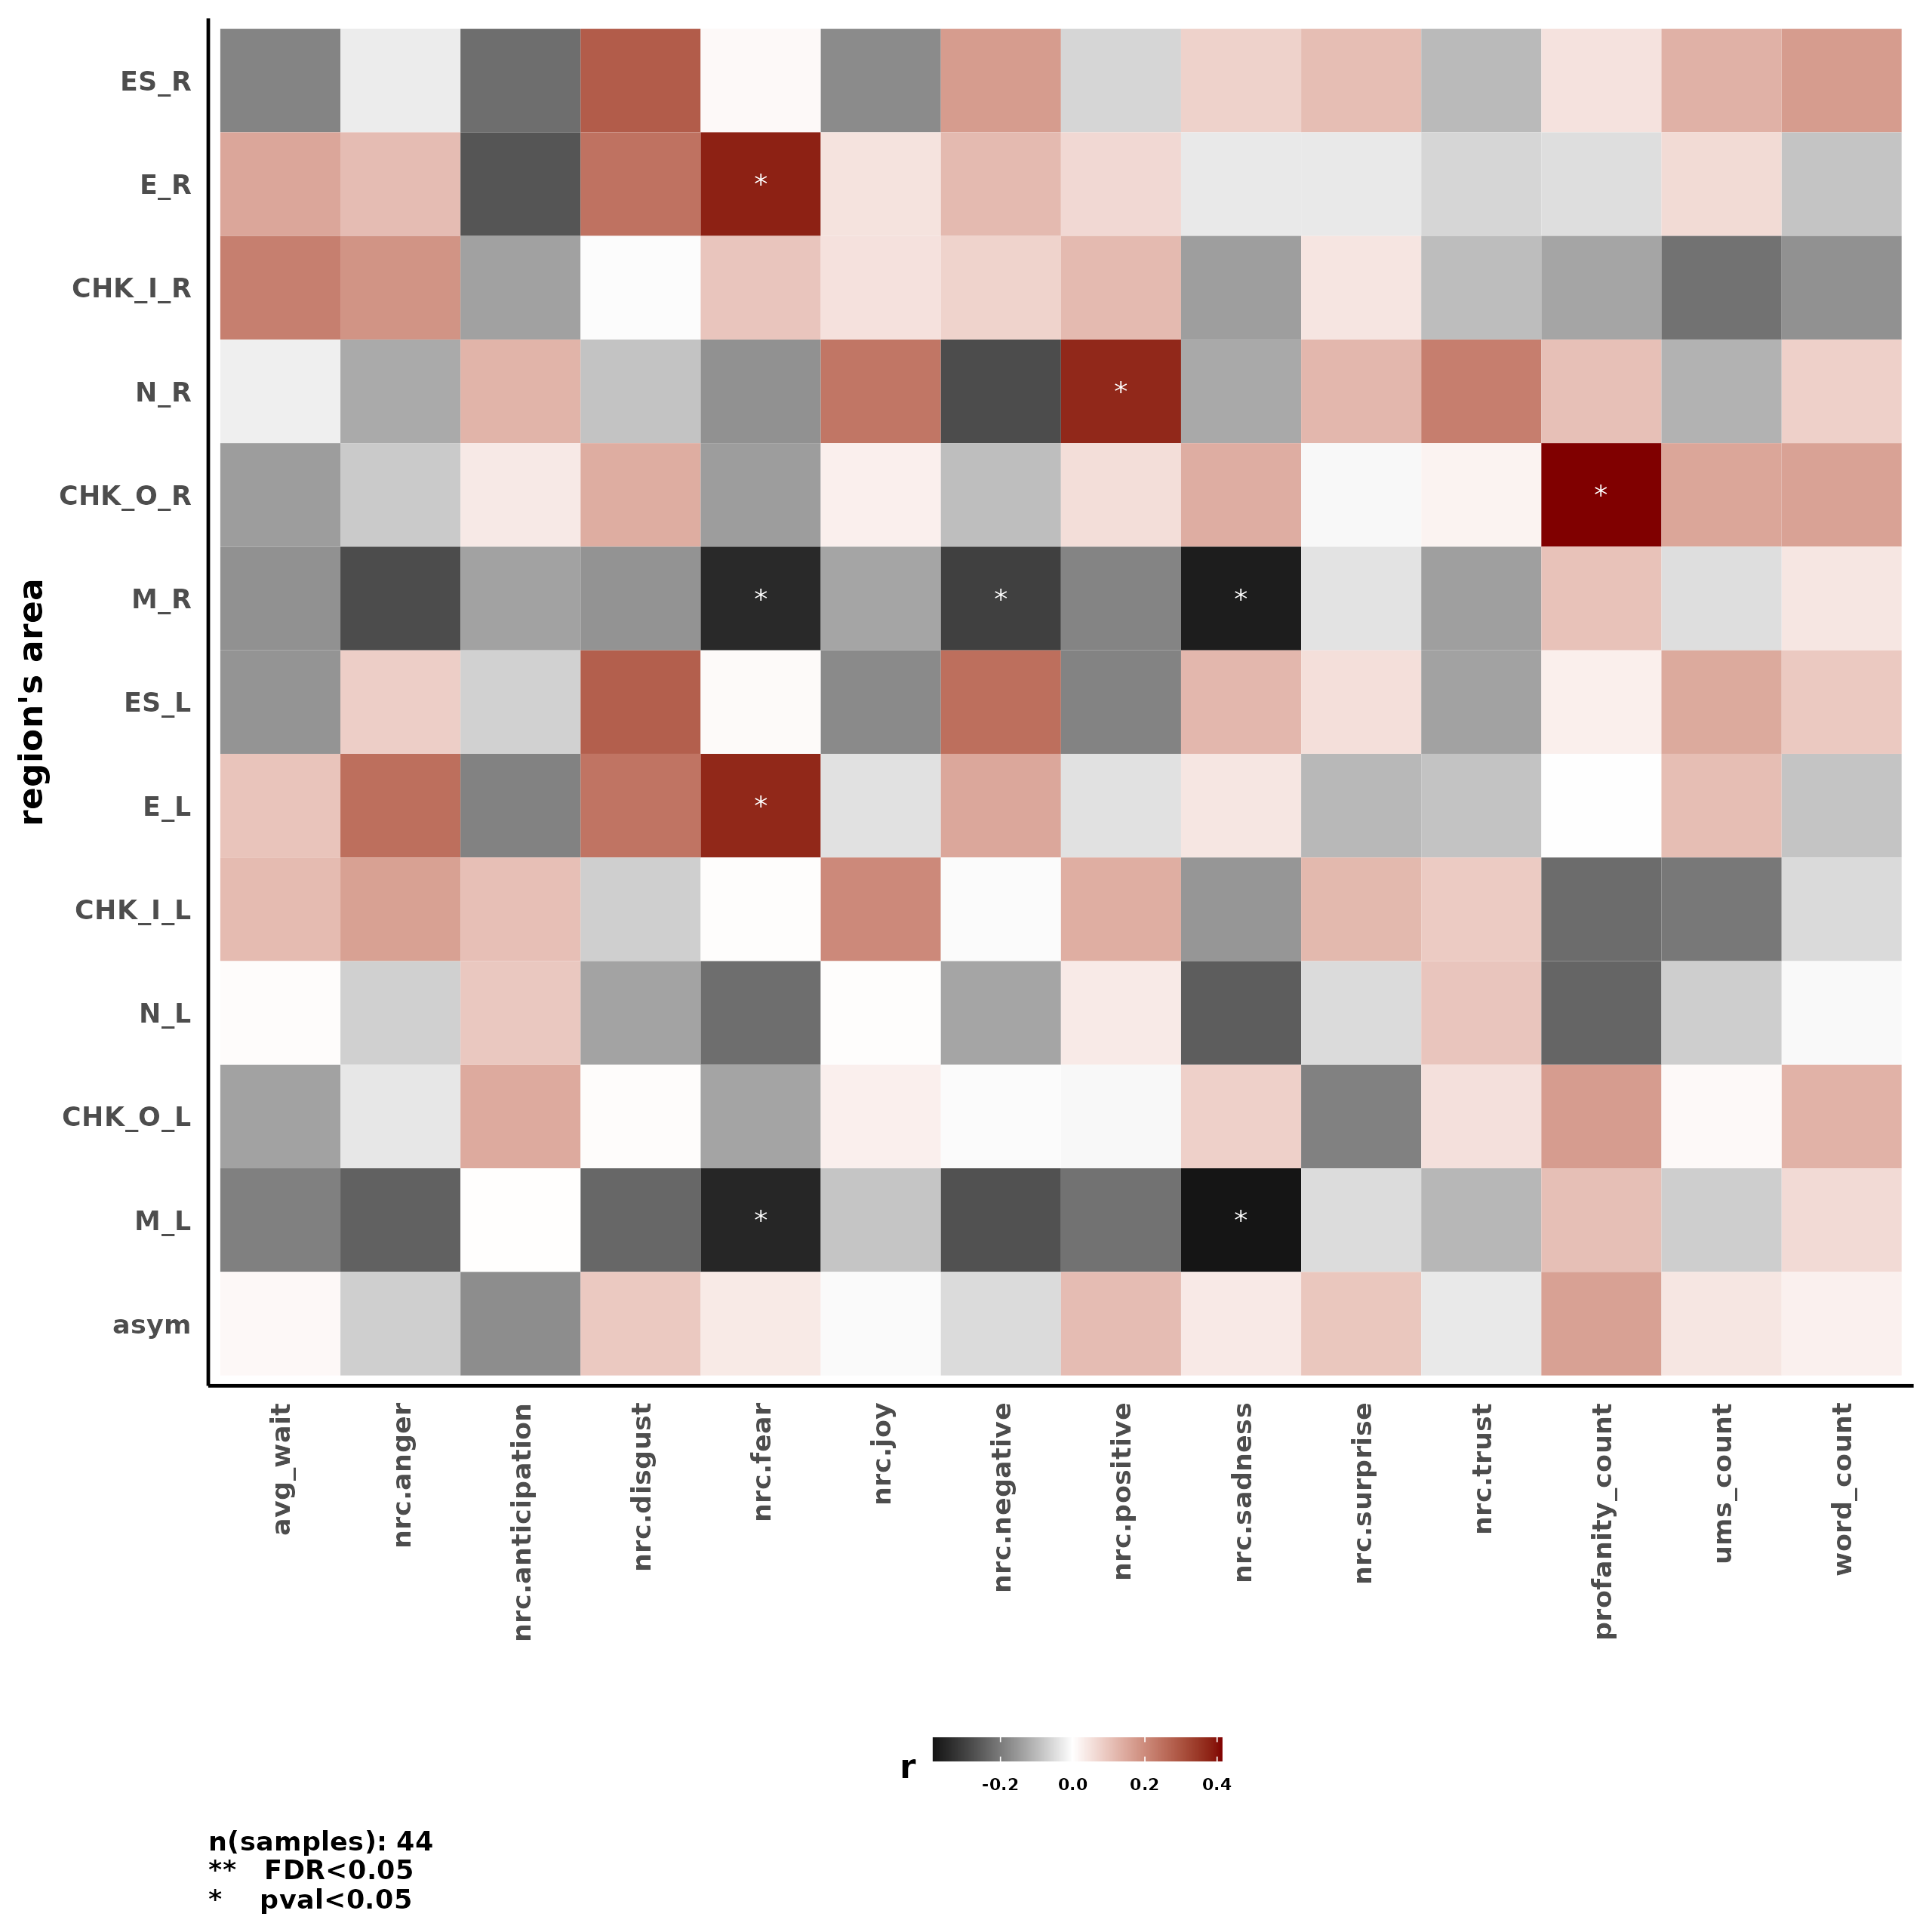 region's area
ES_R
E_R
*
CHK_I_R
N_R
*
CHK_O_R
*
M_R
* * *
ES_L
E_L
*
CHK_I_L
N_L
CHK_O_L
M_L
* *
asym
avg_wait
nrc.anger
nrc.anticipation
nrc.disgust
nrc.fear
nrc.joy
nrc.negative
nrc.positive
nrc.sadness
nrc.surprise
nrc.trust
profanity_count
ums_count
word_count
r
-0.2 0.0 0.2 0.4
n(samples): 44
** FDR<0.05
* pval<0.05